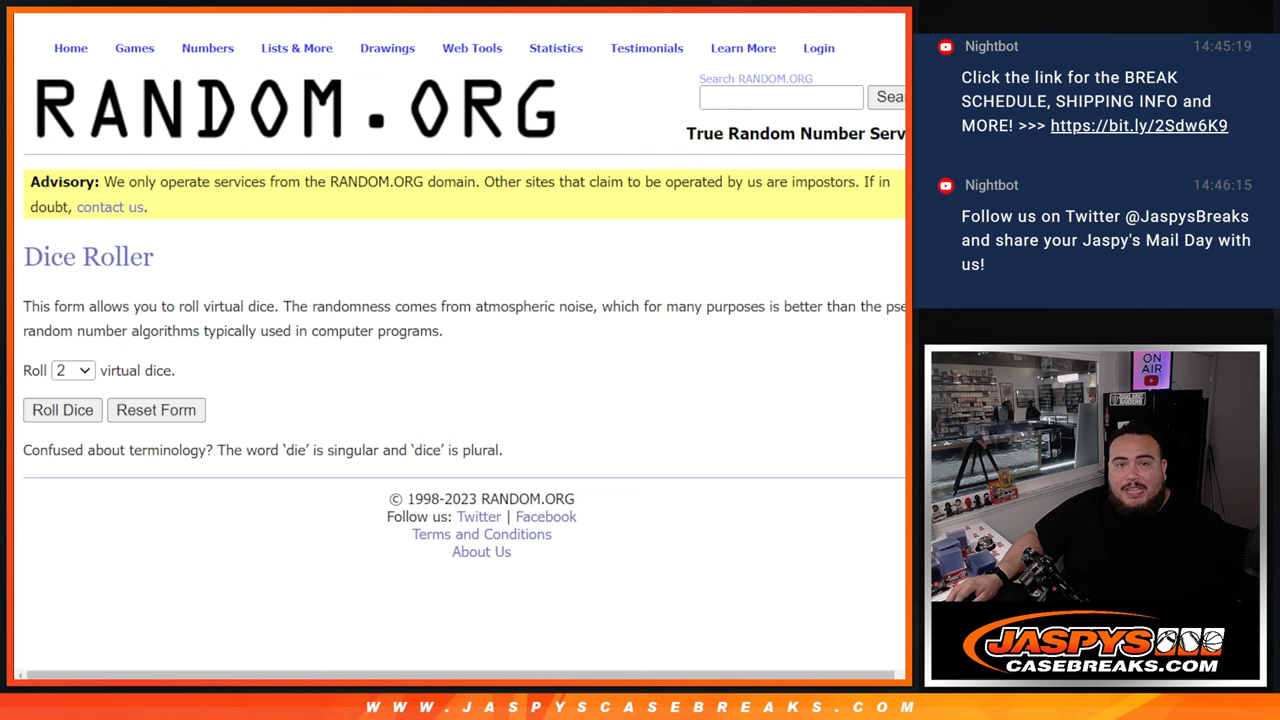 Home Games Numbers Lists & More Drawings Web Tools Statistics Testimonials Learn More Login
RANDOM.ORG
Search RANDOM.ORG
Sea
True Random Number Serv
Advisory: We only operate services from the RANDOM.ORG domain. Other sites that claim to be operated by us are impostors. If in
doubt, contact us.
Dice Roller
This form allows you to roll virtual dice. The randomness comes from atmospheric noise, which for many purposes is better than the pse
random number algorithms typically used in computer programs.
Roll 2 virtual dice.
Roll Dice Reset Form
Confused about terminology? The word ‘die’ is singular and ‘dice’ is plural.
© 1998-2023 RANDOM.ORG
Follow us: Twitter | Facebook
Terms and Conditions
About Us
Nightbot 14:45:19
Click the link for the BREAK
SCHEDULE, SHIPPING INFO and
MORE! >>> https://bit.ly/2Sdw6K9
Nightbot 14:46:15
Follow us on Twitter @JaspysBreaks
and share your Jaspy's Mail Day with
us!
ON
AIR
JASPYS
CASEBREAKS.COM
WWW.JASPYSCASEBREAKS.COM